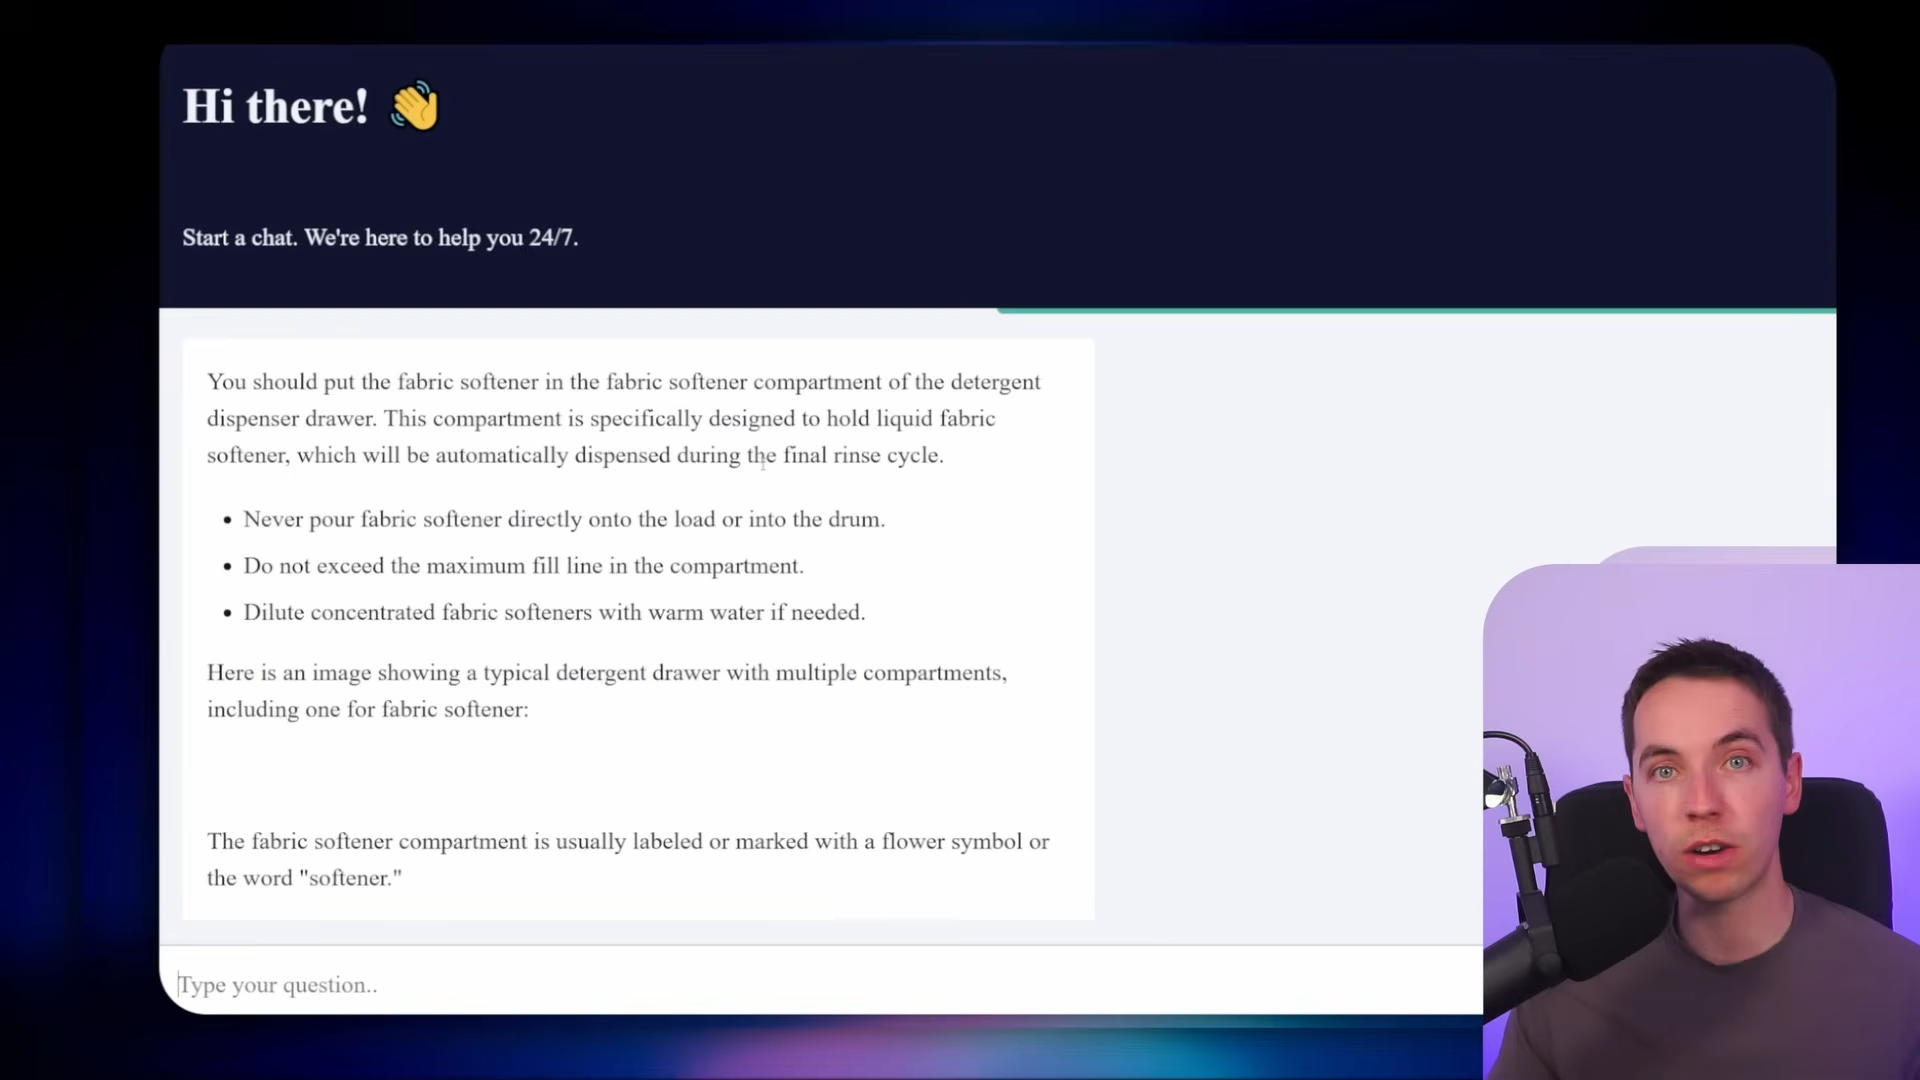 Hi there! 👋
Start a chat. We're here to help you 24/7.
You should put the fabric softener in the fabric softener compartment of the detergent
dispenser drawer. This compartment is specifically designed to hold liquid fabric
softener, which will be automatically dispensed during the final rinse cycle.
• Never pour fabric softener directly onto the load or into the drum.
• Do not exceed the maximum fill line in the compartment.
• Dilute concentrated fabric softeners with warm water if needed.
Here is an image showing a typical detergent drawer with multiple compartments,
including one for fabric softener:
The fabric softener compartment is usually labeled or marked with a flower symbol or
the word "softener."
Type your question..